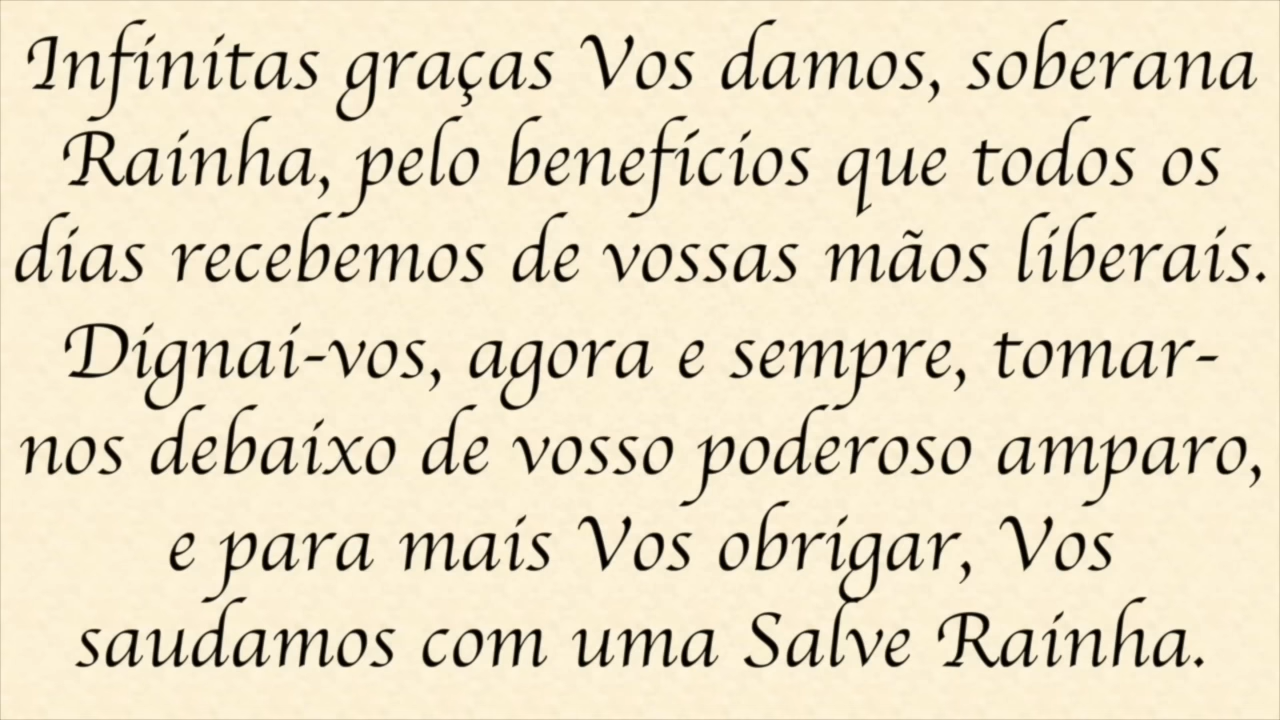 Infinitas graças Vos damos, soberana
Rainha, pelo benefícios que todos os
dias recebemos de vossas mãos liberais.
Dignai-vos, agora e sempre, tomar-
nos debaixo de vosso poderoso amparo,
e para mais Vos obrigar, Vos
saudamos com uma Salve Rainha.